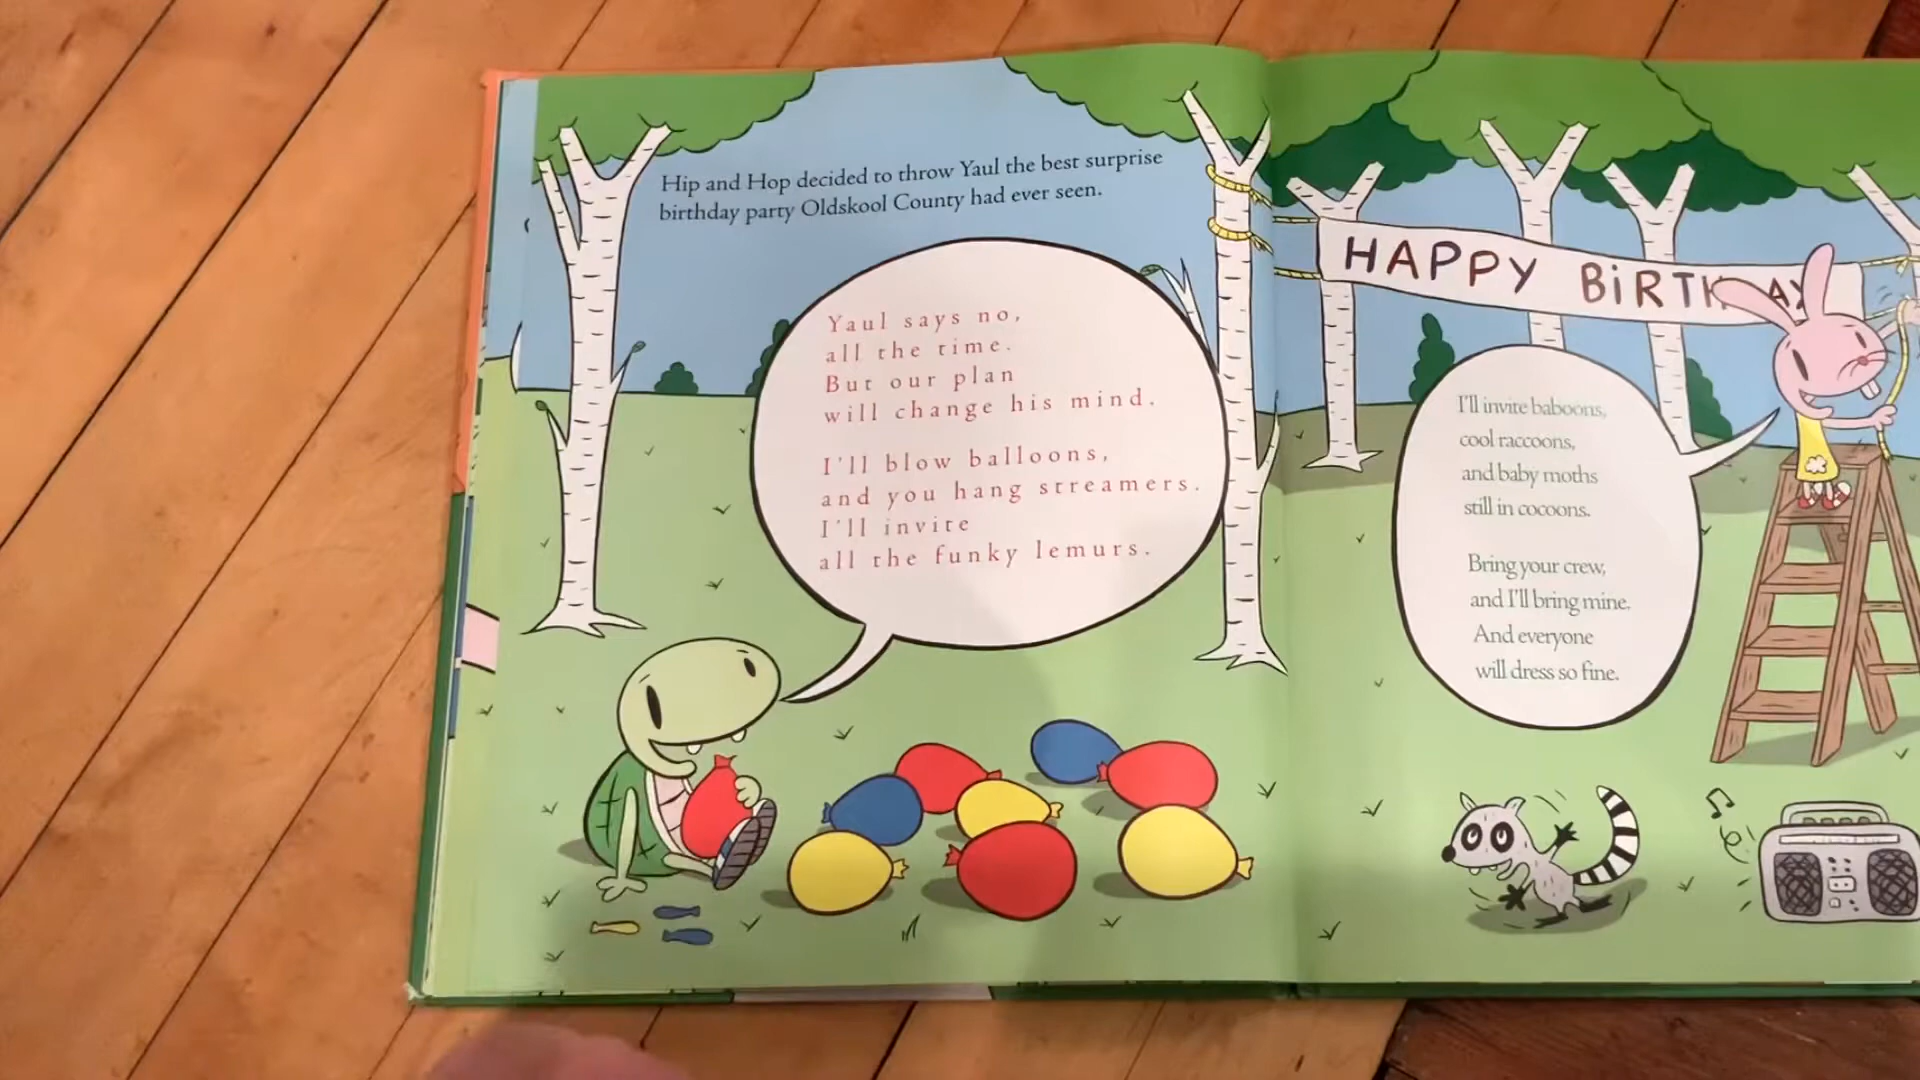 Hip and Hop decided to throw Yaul the best surprise
birthday party Oldskool County had ever seen.
Yaul says no,
all the time.
But our plan
will change his mind.
I'll blow balloons,
and you hang streamers.
I'll invite
all the funky lemurs.
HAPPY BiRTHDAY
I'll invite baboons,
cool raccoons,
and baby moths
still in cocoons.
Bring your crew,
and I'll bring mine.
And everyone
will dress so fine.